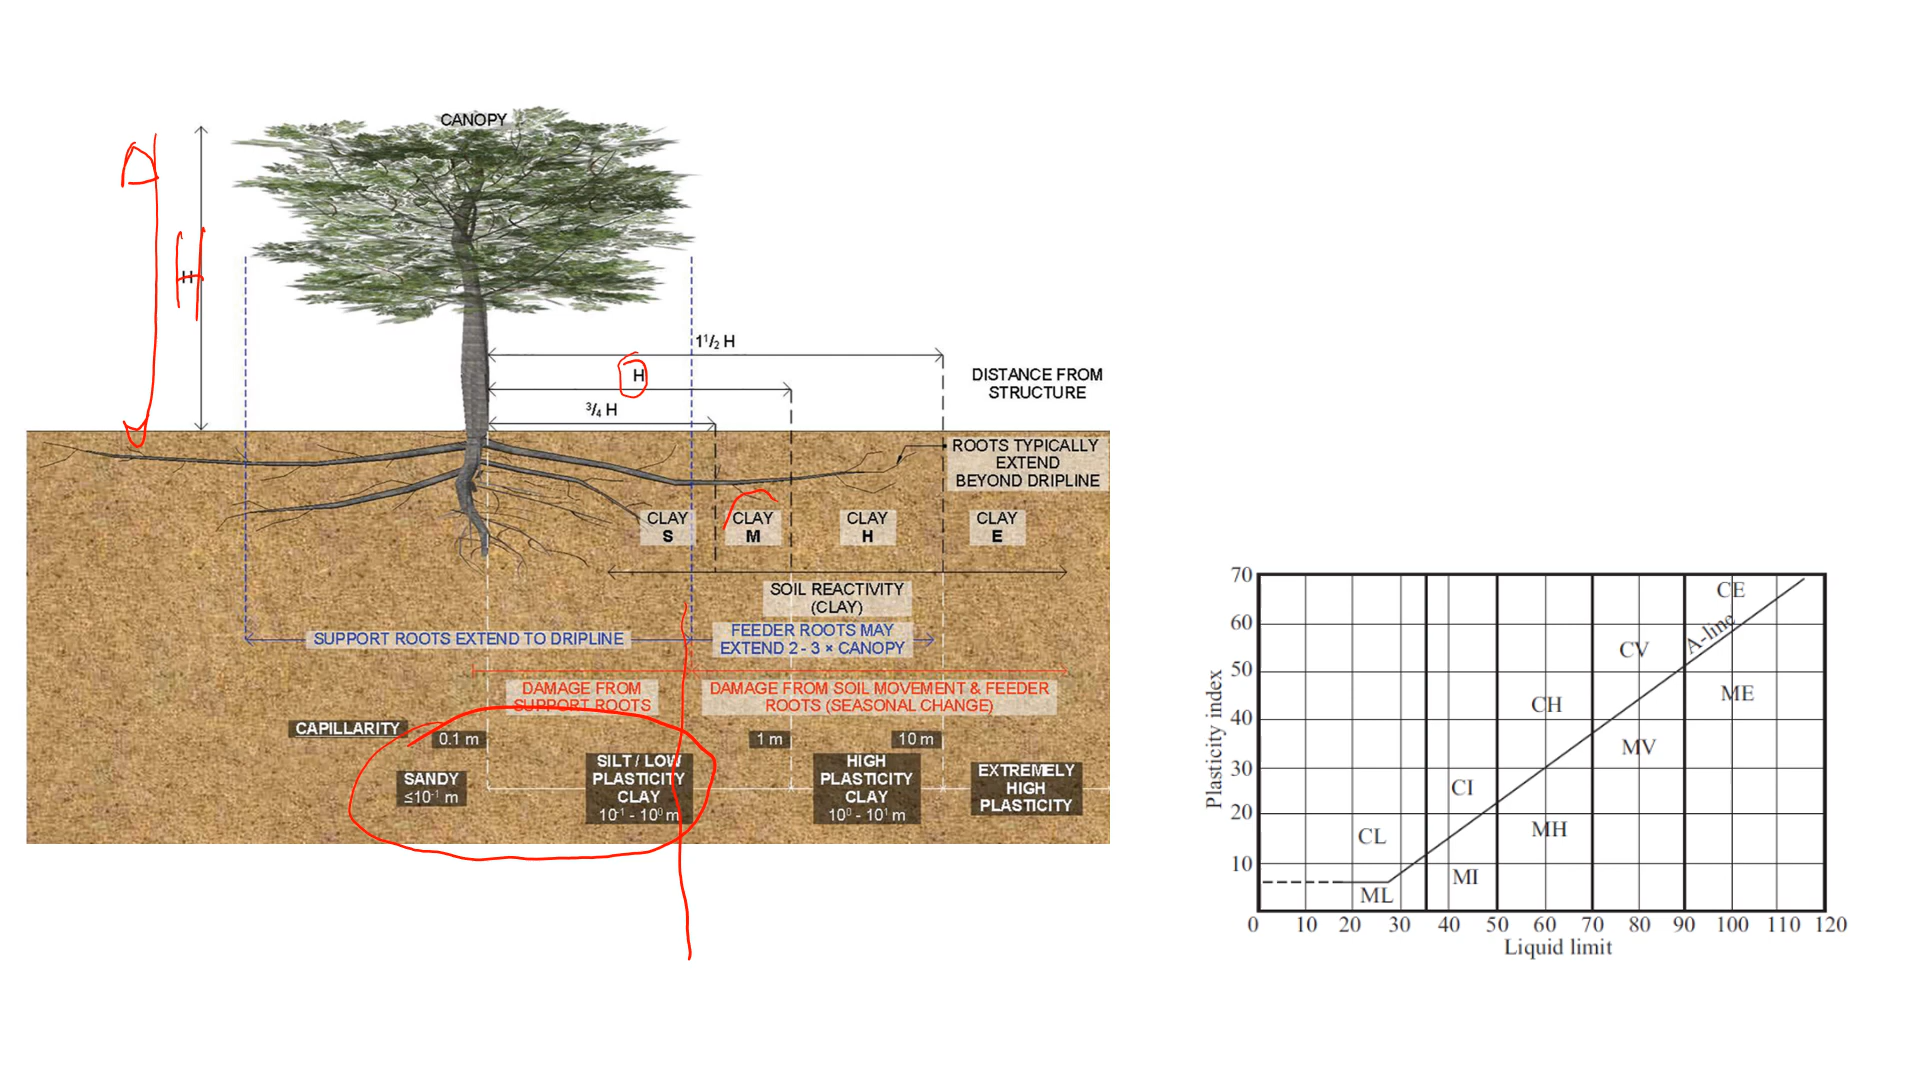 CANOPY
H
H
1 1/2 H
H
3/4 H
DISTANCE FROM
STRUCTURE
ROOTS TYPICALLY
EXTEND
BEYOND DRIPLINE
CLAY
S
CLAY
M
CLAY
H
CLAY
E
SOIL REACTIVITY
(CLAY)
SUPPORT ROOTS EXTEND TO DRIPLINE
FEEDER ROOTS MAY
EXTEND 2 - 3 × CANOPY
DAMAGE FROM
SUPPORT ROOTS
DAMAGE FROM SOIL MOVEMENT & FEEDER
ROOTS (SEASONAL CHANGE)
CAPILLARITY
0.1 m
1 m
10 m
SANDY
≤10⁻¹ m
SILT / LOW
PLASTICITY
CLAY
10⁻¹ - 10⁰ m
HIGH
PLASTICITY
CLAY
10⁰ - 10¹ m
EXTREMELY
HIGH
PLASTICITY
Plasticity index
70
60
50
40
30
20
10
CE
A-line
CV
ME
CH
MV
CI
MH
CL
MI
ML
0 10 20 30 40 50 60 70 80 90 100 110 120
Liquid limit